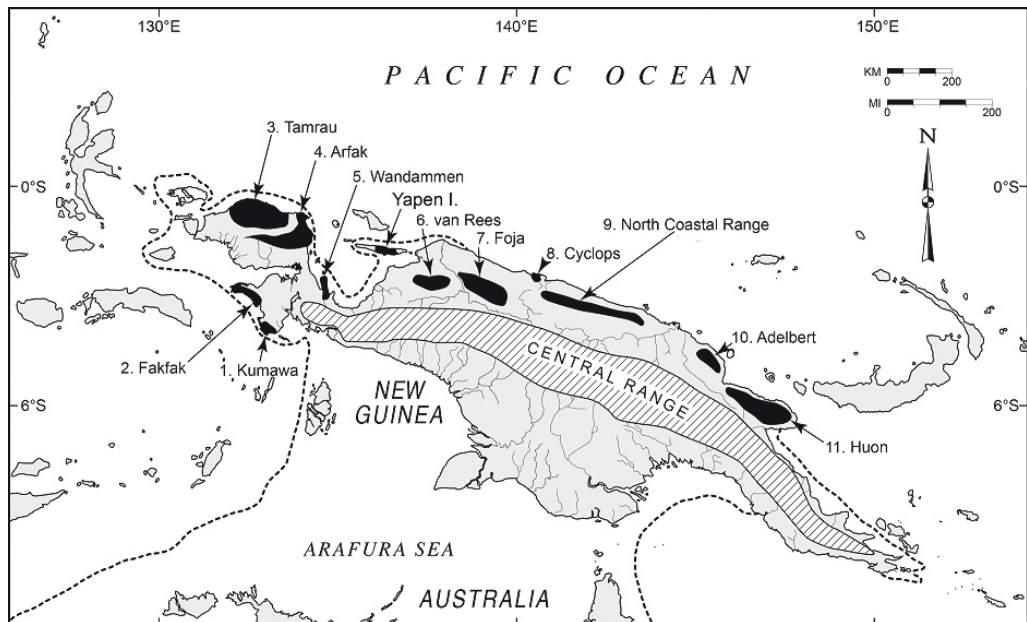 130°E
140°E
150°E
PACIFIC OCEAN
KM
0 200
MI
0 200
N
3. Tamrau
4. Arfak
5. Wandammen
Yapen I.
6. van Rees
7. Foja
8. Cyclops
9. North Coastal Range
0°S
0°S
10. Adelbert
2. Fakfak
1. Kumawa
CENTRAL RANGE
NEW
GUINEA
6°S
6°S
11. Huon
ARAFURA SEA
AUSTRALIA